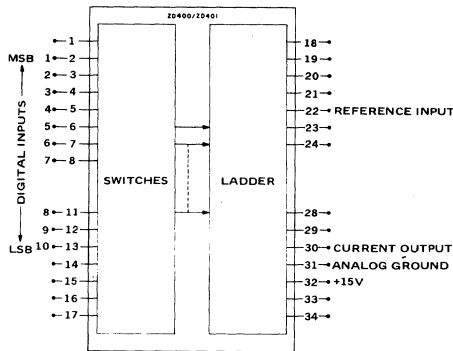 ZD400/ZD401
1
MSB 1 2
2 3
3 4
4 5
5 6
6 7
7 8
8 11
9 12
LSB 10 13
14
15
16
17
DIGITAL INPUTS
SWITCHES
LADDER
18
19
20
21
22 REFERENCE INPUT
23
24
28
29
30 CURRENT OUTPUT
31 ANALOG GROUND
32 +15V
33
34